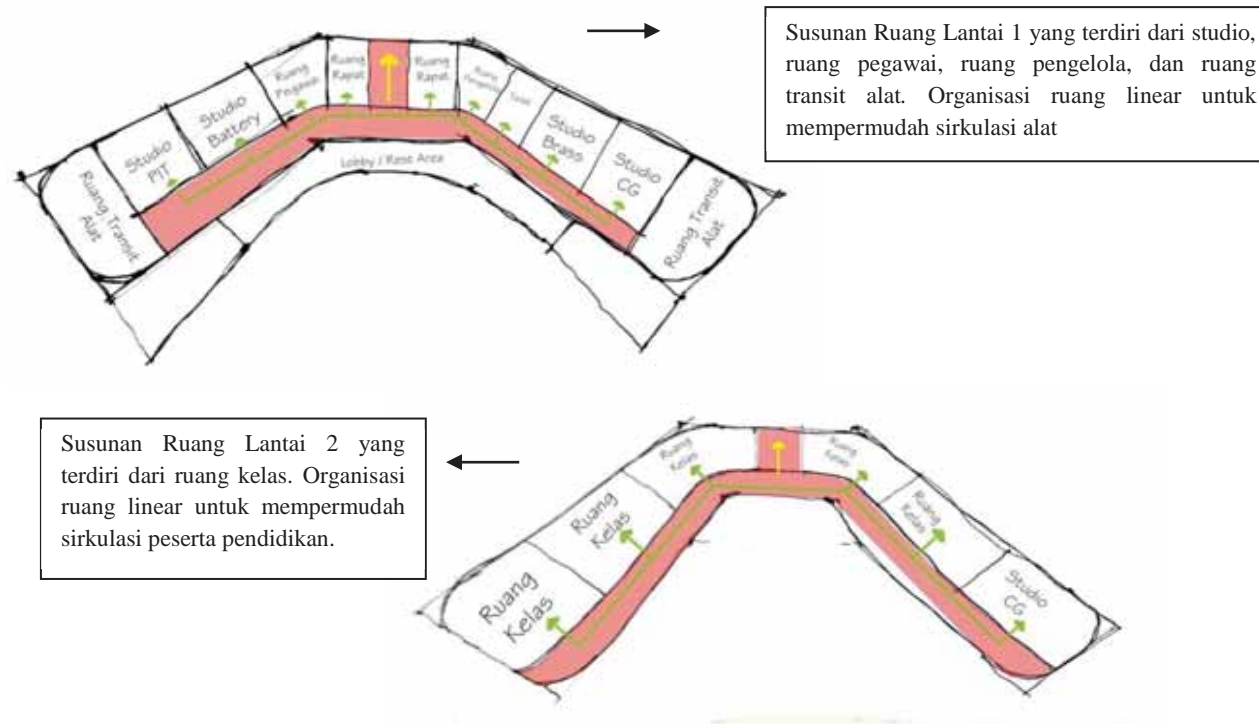 Susunan Ruang Lantai 1 yang terdiri dari studio,
ruang pegawai, ruang pengelola, dan ruang
transit alat. Organisasi ruang linear untuk
mempermudah sirkulasi alat
Ruang Transit
Alat
Studio
PIT
Studio
Battery
Ruang
Pegawai
Ruang
Rapat
Ruang
Rapat
Ruang
Toilet
Studio
Brass
Studio
CG
Ruang Transit
Alat
Lobby / Rest Area
Susunan Ruang Lantai 2 yang
terdiri dari ruang kelas. Organisasi
ruang linear untuk mempermudah
sirkulasi peserta pendidikan.
Ruang
Kelas
Ruang
Kelas
Ruang
Kelas
Ruang
Kelas
Ruang
Kelas
Studio
CG